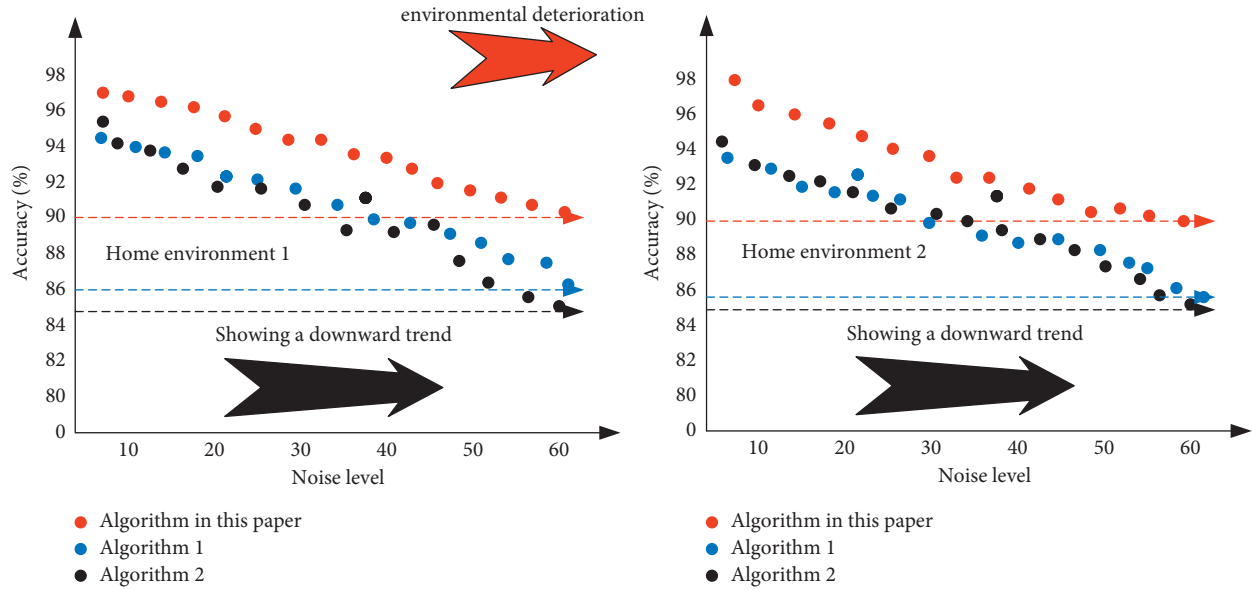 environmental deterioration
Accuracy (%)
98
96
94
92
90
88
86
84
82
80
0
Home environment 1
Showing a downward trend
10 20 30 40 50 60
Noise level
Algorithm in this paper
Algorithm 1
Algorithm 2
Accuracy (%)
98
96
94
92
90
88
86
84
82
80
0
Home environment 2
Showing a downward trend
10 20 30 40 50 60
Noise level
Algorithm in this paper
Algorithm 1
Algorithm 2